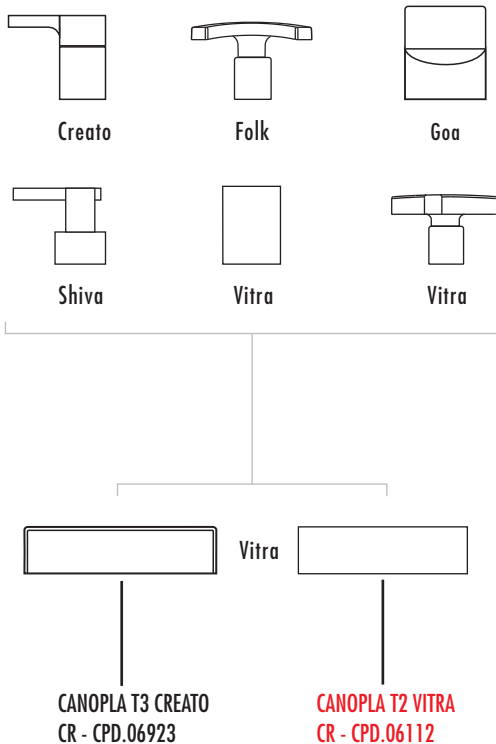 Creato
Folk
Goa
Shiva
Vitra
Vitra
Vitra
CANOPLA T3 CREATO
CR - CPD.06923
CANOPLA T2 VITRA
CR - CPD.06112